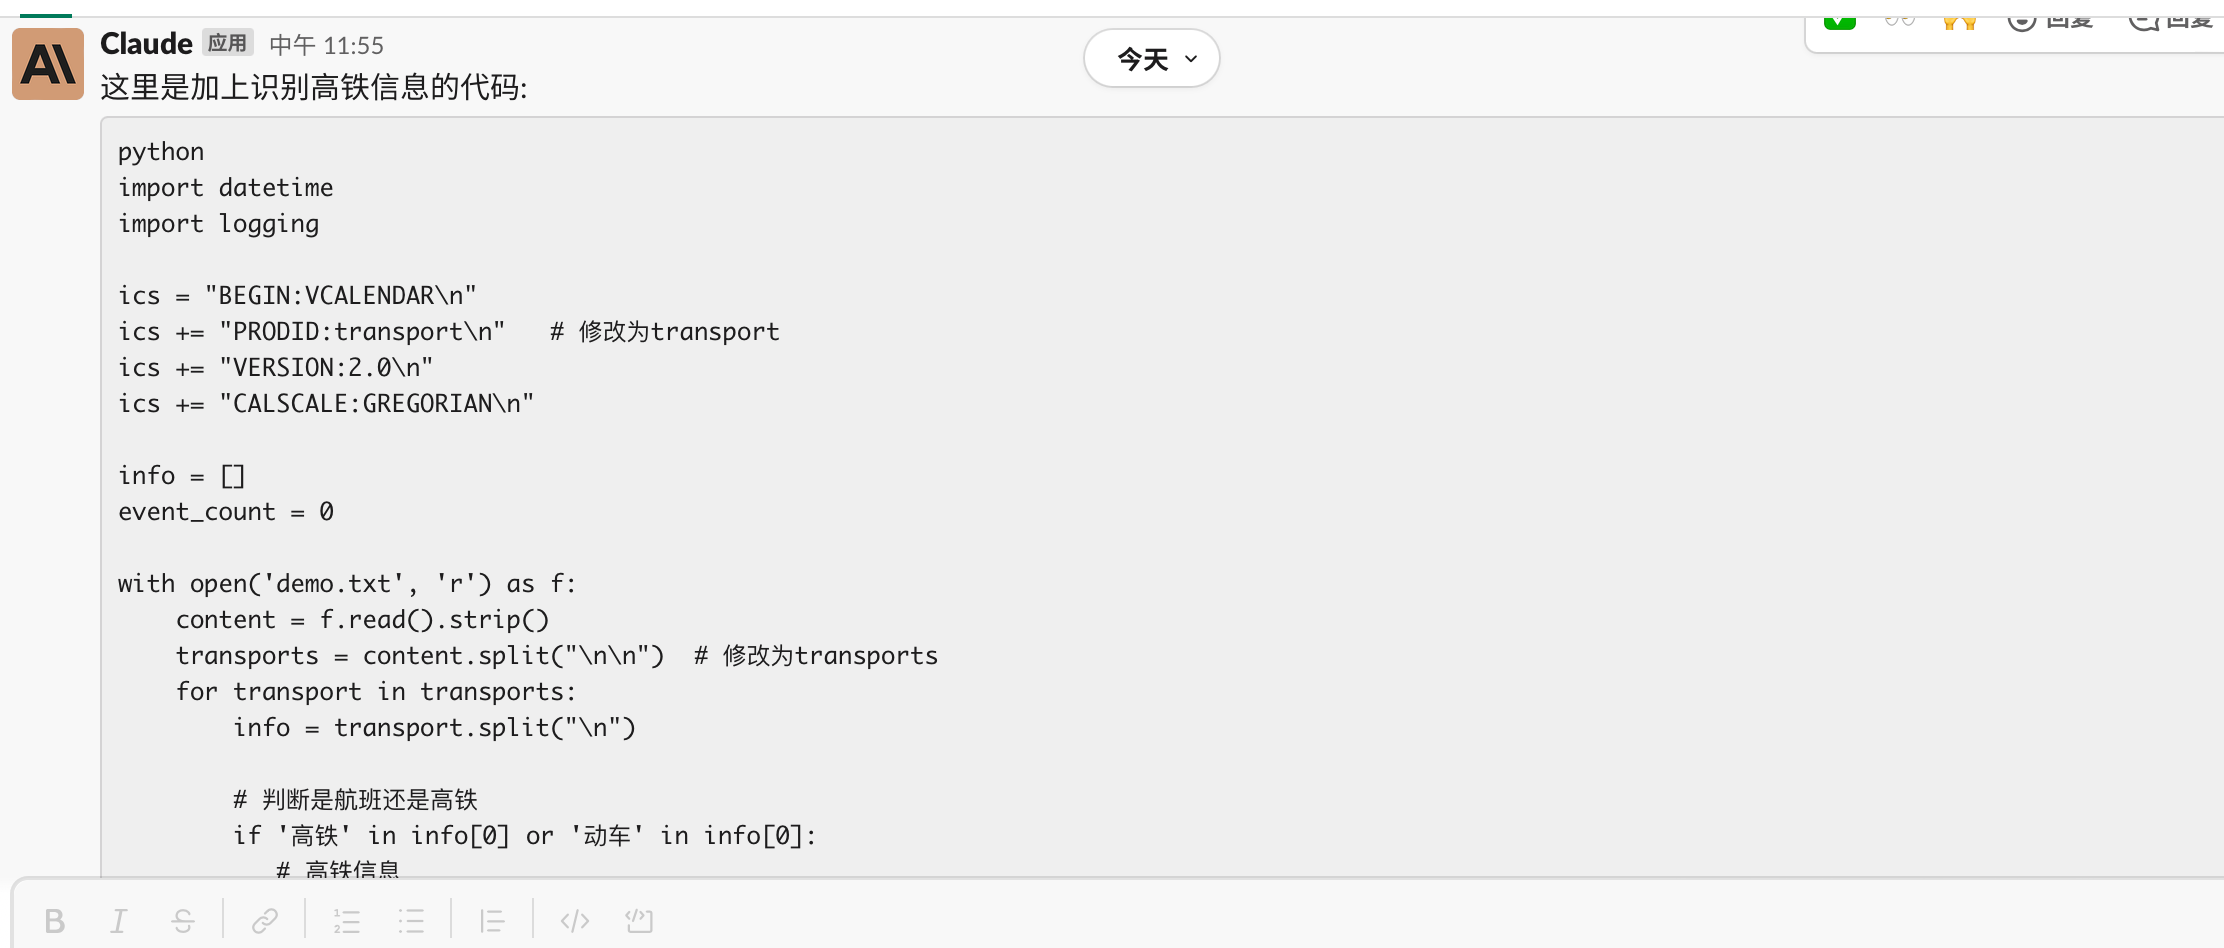 回复
回复
Claude 应用 中午 11:55
今天
这里是加上识别高铁信息的代码:
python
import datetime
import logging
ics = "BEGIN:VCALENDAR\n"
ics += "PRODID:transport\n"   # 修改为transport
ics += "VERSION:2.0\n"
ics += "CALSCALE:GREGORIAN\n"
info = []
event_count = 0
with open('demo.txt', 'r') as f:
    content = f.read().strip()
    transports = content.split("\n\n")  # 修改为transports
    for transport in transports:
        info = transport.split("\n")
        # 判断是航班还是高铁
        if '高铁' in info[0] or '动车' in info[0]:
           # 高铁信息